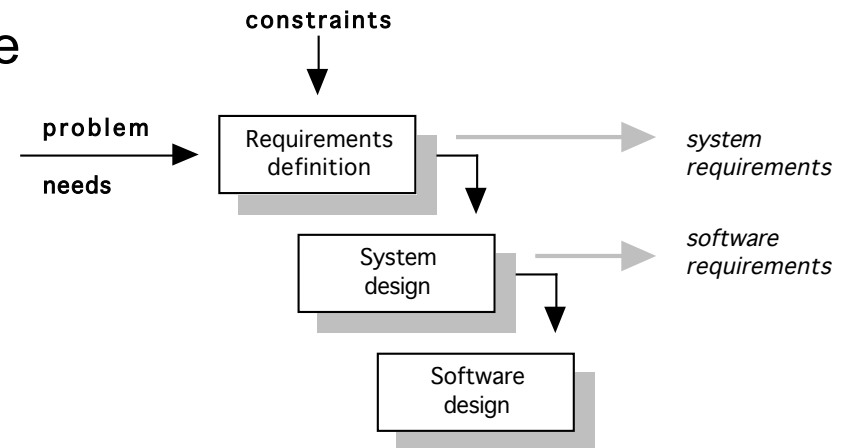 constraints
e
problem
needs
Requirements
definition
system
requirements
System
design
software
requirements
Software
design